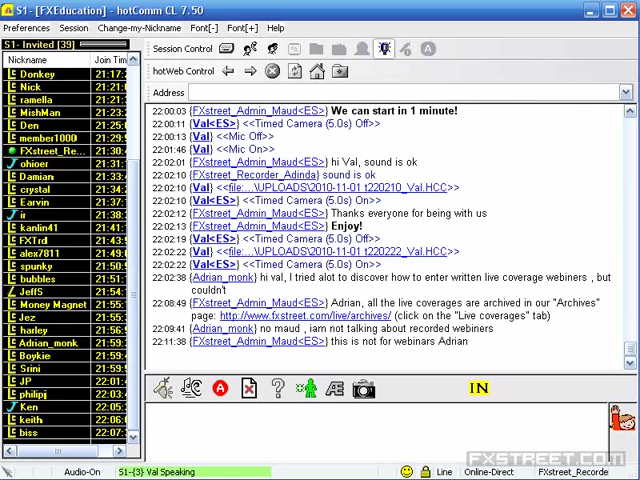 S1- [FXEducation] - hotComm CL 7.50
Preferences Session Change-my-Nickname Font[-] Font[+] Help
S1- Invited [39]
Nickname Join Tim
Donkey 21:17:
Nick 21:21:
ramella 21:2
MishMan 21:23:
Den 21:25:
member1000 21:29:
FXstreet_Re... 21:30:
ohioer 21:31:
Damian 21:33:
crystal 21:34:
Earvin 21:37:
ir 21:38:
kanlin41 21:41:
FXTrd 21:43:
alex7811 21:49:
spunky 21:50:
bubbles 21:51:
JeffS 21:54:
Money Magnet 21:55:
Jez 21:55:
harley 21:56:
Adrian_monk 21:59:
Boykie 21:59:
Srini 21:59:
JP 22:01:
philipj 22:03:
Ken 22:05:
keith 22:06:
biss 22:07:
Session Control
hotWeb Control
Address
22:00:03 {FXstreet_Admin_Maud<ES>} We can start in 1 minute!
22:00:11 {Val<ES>} <<Timed Camera (5.0s) Off>>
22:00:13 {Val} <<Mic Off>>
22:01:46 {Val} <<Mic On>>
22:02:01 {FXstreet_Admin_Maud<ES>} hi Val, sound is ok
22:02:10 {FXstreet_Recorder_Adinda} sound is ok
22:02:10 {Val} <<file:...\UPLOADS\2010-11-01 t220210_Val.HCC>>
22:02:10 {Val<ES>} <<Timed Camera (5.0s) On>>
22:02:12 {FXstreet_Admin_Maud<ES>} Thanks everyone for being with us
22:02:13 {FXstreet_Admin_Maud<ES>} Enjoy!
22:02:19 {Val<ES>} <<Timed Camera (5.0s) Off>>
22:02:22 {Val} <<file:...\UPLOADS\2010-11-01 t220222_Val.HCC>>
22:02:22 {Val<ES>} <<Timed Camera (5.0s) On>>
22:02:38 {Adrian_monk} hi val, I tried alot to discover how to enter written live coverage webiners , but
couldn't
22:08:49 {FXstreet_Admin_Maud<ES>} Adrian, all the live coverages are archived in our "Archives"
page: http://www.fxstreet.com/live/archives/ (click on the "Live coverages" tab)
22:09:41 {Adrian_monk} no maud , iam not talking about recorded webiners
22:11:38 {FXstreet_Admin_Maud<ES>} this is not for webinars Adrian
IN
FXSTREET.COM
Audio-On S1-{3} Val Speaking Line Online-Direct FXstreet_Recorde